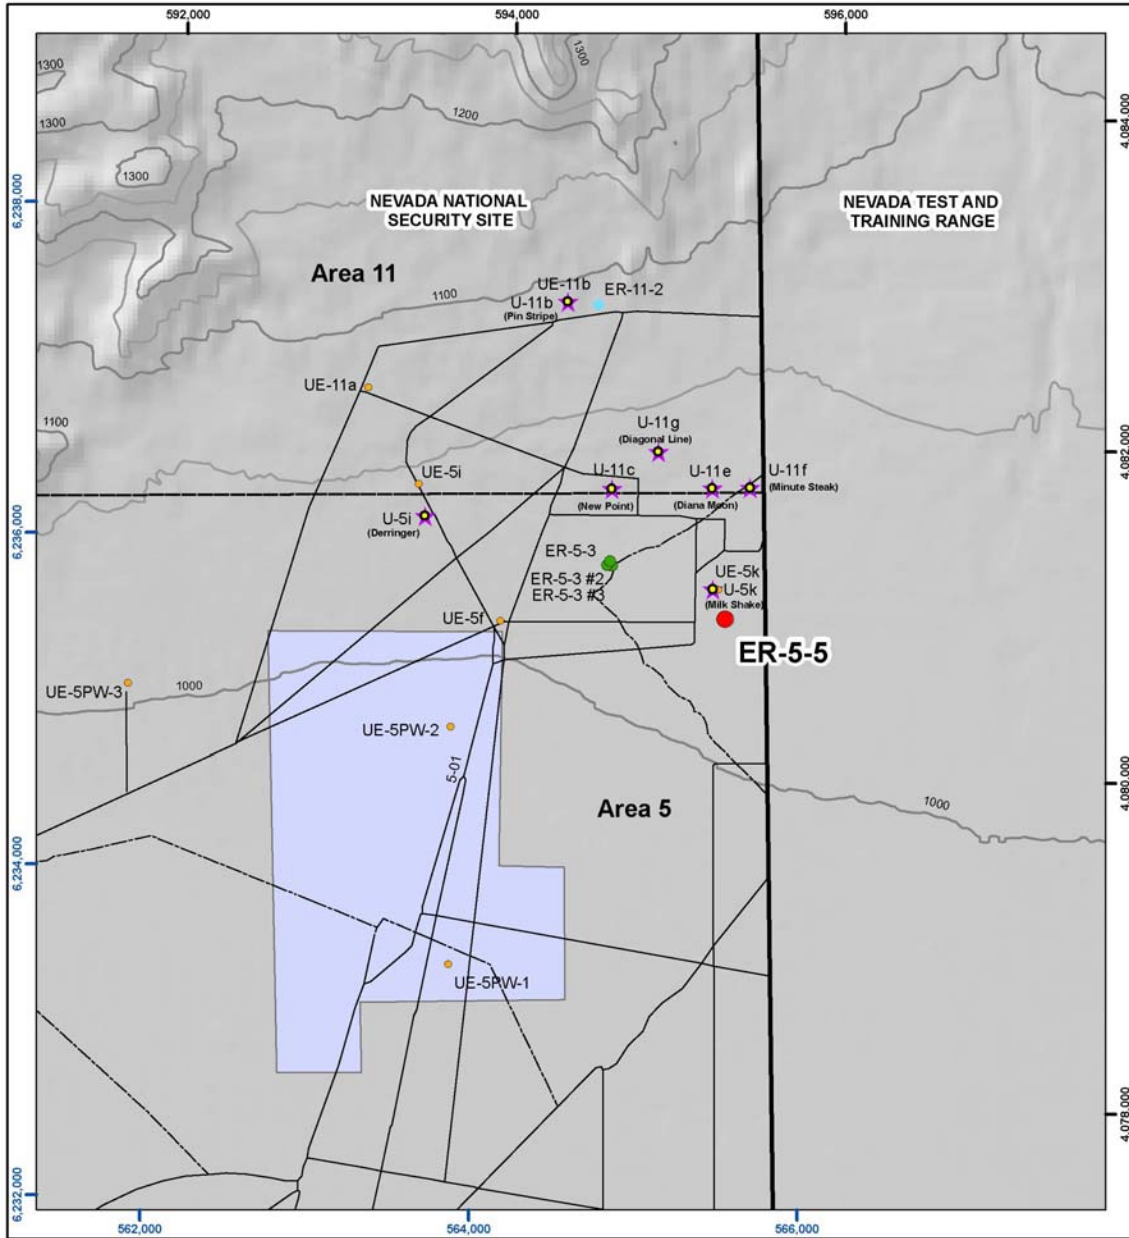 592,000
594,000
596,000
1300
1300
1300
1200
1300
4,084,000
6,238,000
NEVADA NATIONAL
SECURITY SITE
NEVADA TEST AND
TRAINING RANGE
Area 11
UE-11b
ER-11-2
1100
U-11b
(Pin Stripe)
UE-11a
1100
U-11g
(Diagonal Line)
4,082,000
UE-5i
U-11c
U-11e
U-11f
(Minute Steak)
(New Point)
(Diana Moon)
U-5i
(Derringer)
6,236,000
ER-5-3
ER-5-3 #2
ER-5-3 #3
UE-5k
U-5k
(Milk Shake)
UE-5f
ER-5-5
UE-5PW-3
1000
UE-5PW-2
5-01
4,080,000
1000
Area 5
6,234,000
UE-5PW-1
4,078,000
6,232,000
562,000
564,000
566,000